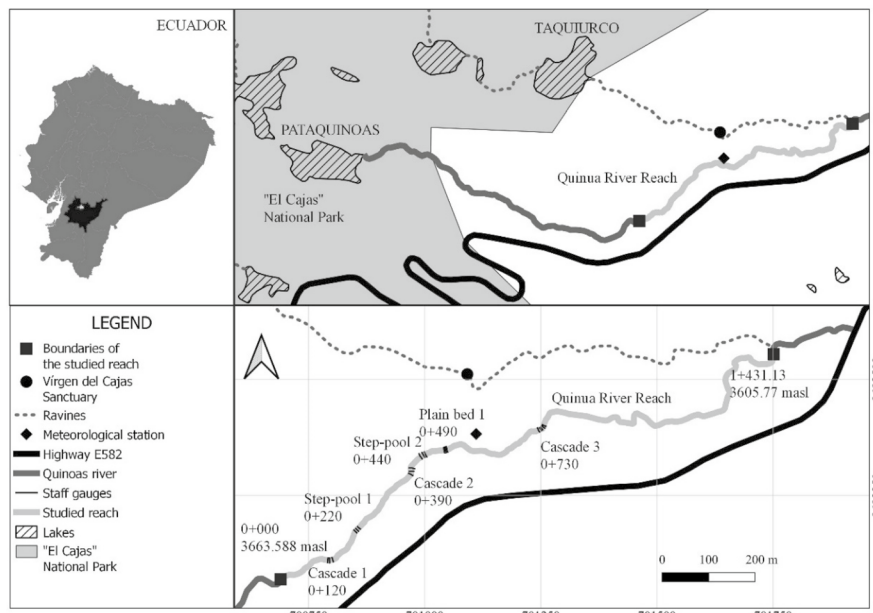 ECUADOR
TAQUIURCO
PATAQUINOAS
Quinua River Reach
"El Cajas"
National Park
LEGEND
Boundaries of
the studied reach
Vírgen del Cajas
Sanctuary
Ravines
Meteorological station
Highway E582
Quinoas river
Staff gauges
Studied reach
Lakes
"El Cajas"
National Park
1+431.13
3605.77 masl
Quinua River Reach
Plain bed 1
0+490
Step-pool 2
0+440
Cascade 3
0+730
Cascade 2
0+390
Step-pool 1
0+220
0+000
3663.588 masl
Cascade 1
0+120
0 100 200 m